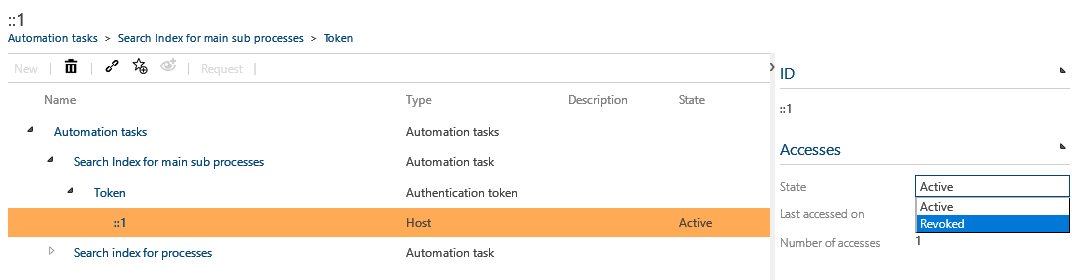 ::1
Automation tasks > Search Index for main sub processes > Token
New | | Request |
Name Type Description State
Automation tasks Automation tasks
Search Index for main sub processes Automation task
Token Authentication token
::1 Host Active
Search index for processes Automation task
ID
::1
Accesses
State Active
Active
Last accessed on
Revoked
Number of accesses 1